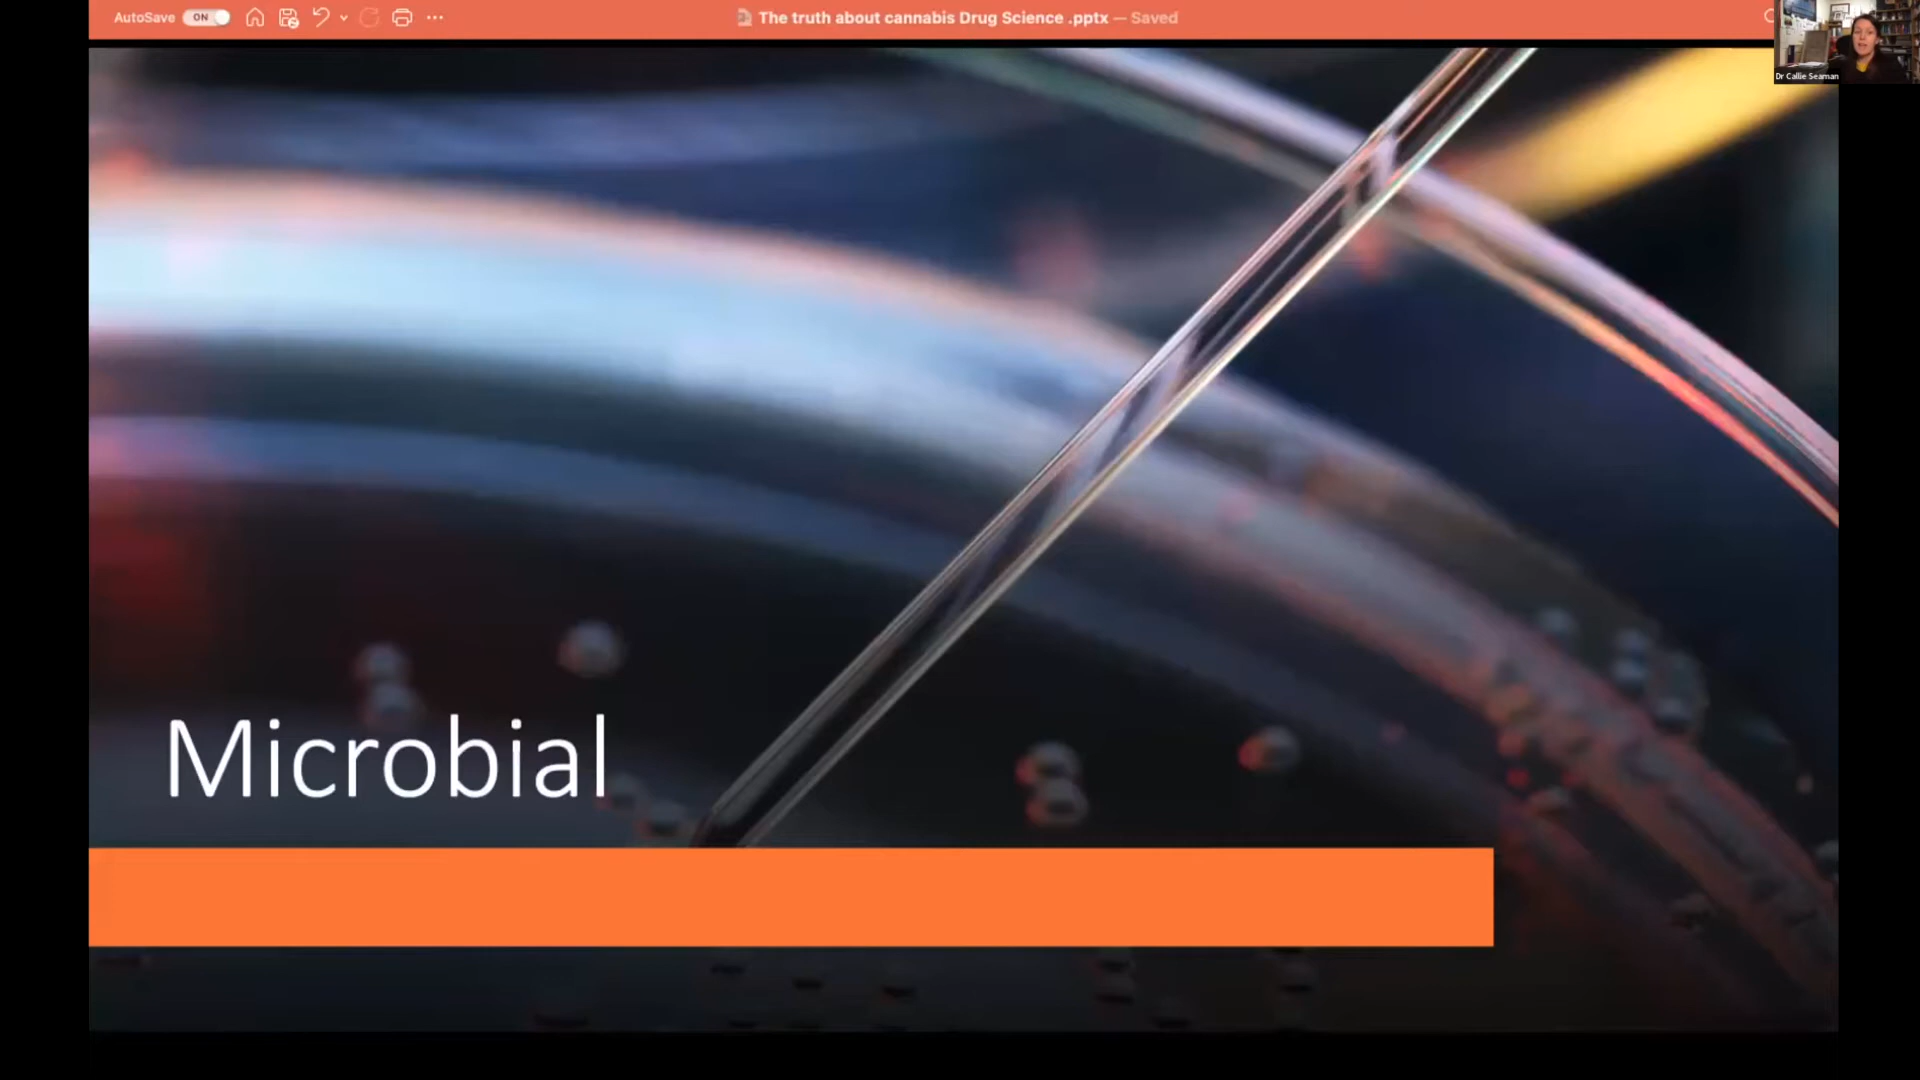 AutoSave ON
The truth about cannabis Drug Science .pptx — Saved
Dr Callie Seaman
Microbial